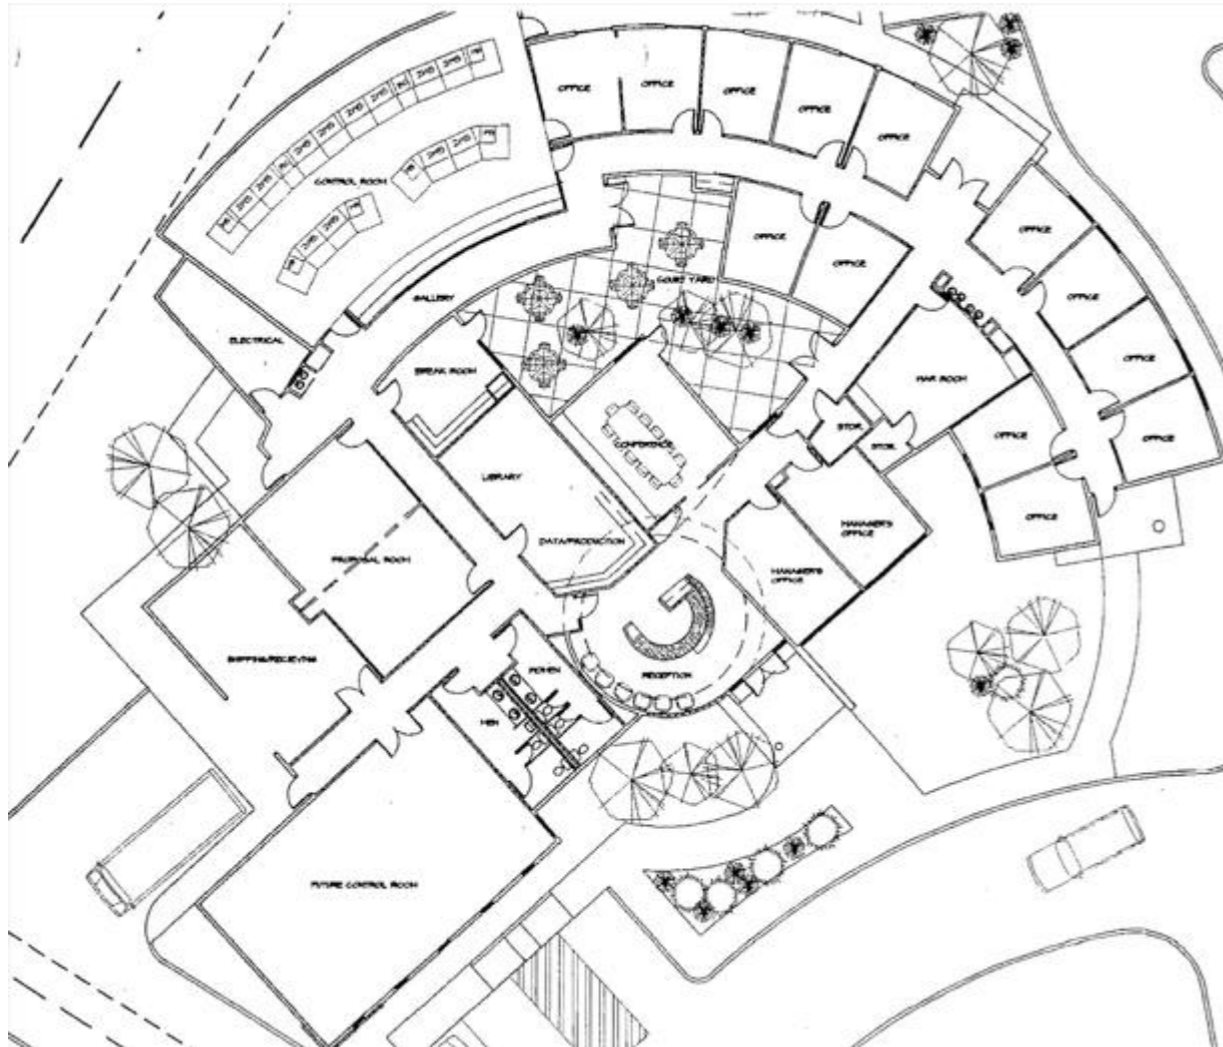 OFFICE
OFFICE
OFFICE
OFFICE
OFFICE
CONTROL ROOM
OFFICE
OFFICE
OFFICE
COURT YARD
OFFICE
GALLERY
ELECTRICAL
BREAK ROOM
WAR ROOM
OFFICE
STOR.
STOR.
OFFICE
OFFICE
CONFERENCE
LIBRARY
OFFICE
MANAGER'S
OFFICE
DATA/PRODUCTION
PROPOSAL ROOM
MANAGER'S
OFFICE
SHIPPING/RECIEVING
WOMEN
RECEPTION
MEN
FUTURE CONTROL ROOM